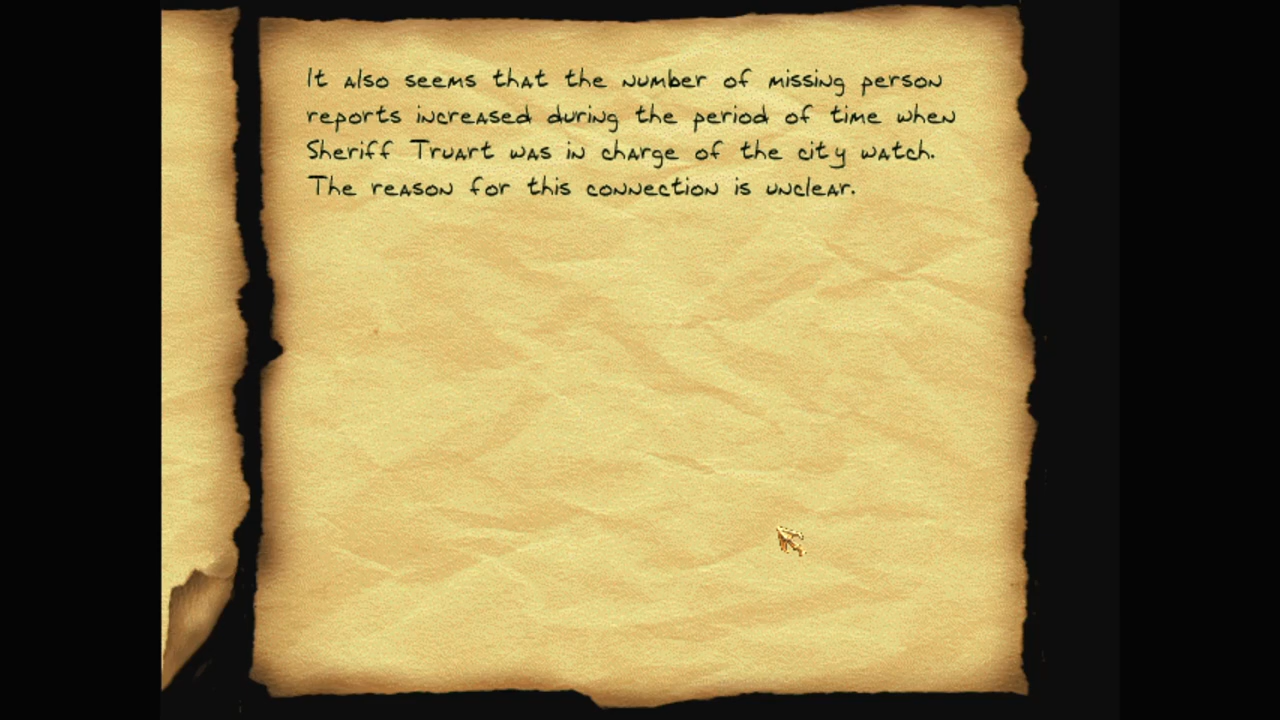 It also seems that the number of missing person
reports increased during the period of time when
Sheriff Truart was in charge of the city watch.
The reason for this connection is unclear.